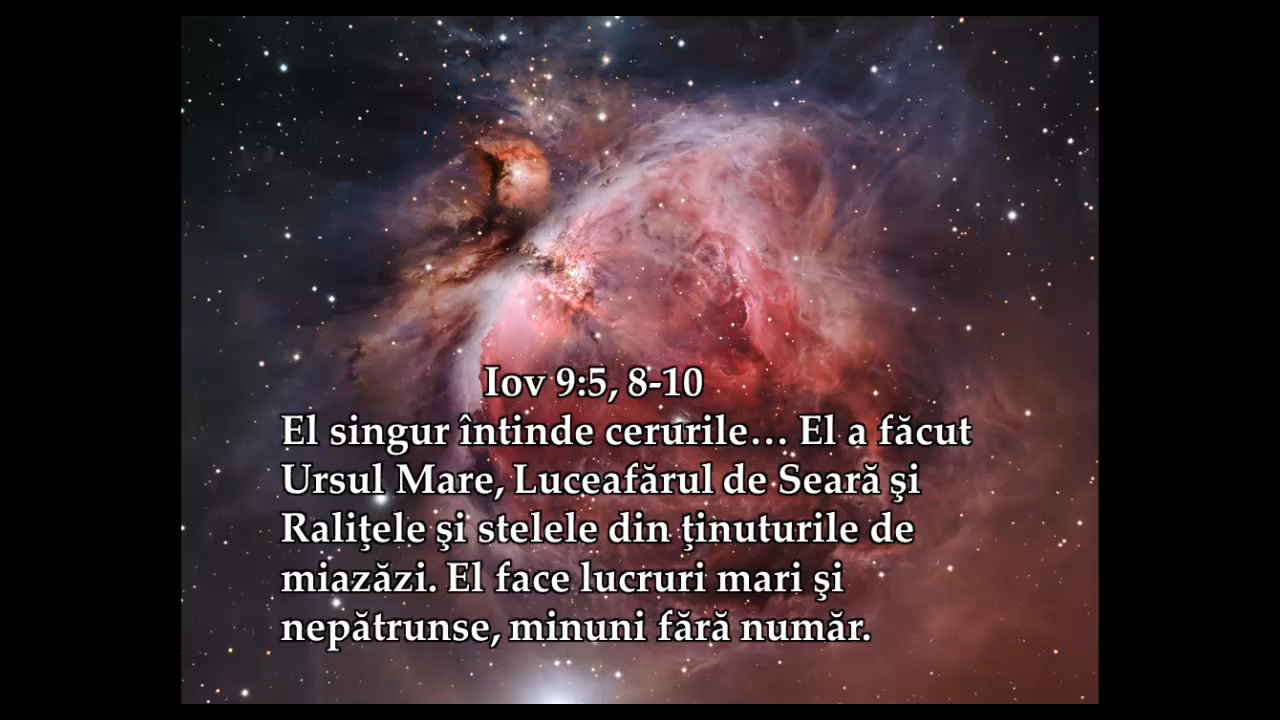 Iov 9:5, 8-10
El singur întinde cerurile… El a făcut
Ursul Mare, Luceafărul de Seară şi
Raliţele şi stelele din ţinuturile de
miazăzi. El face lucruri mari şi
nepătrunse, minuni fără număr.